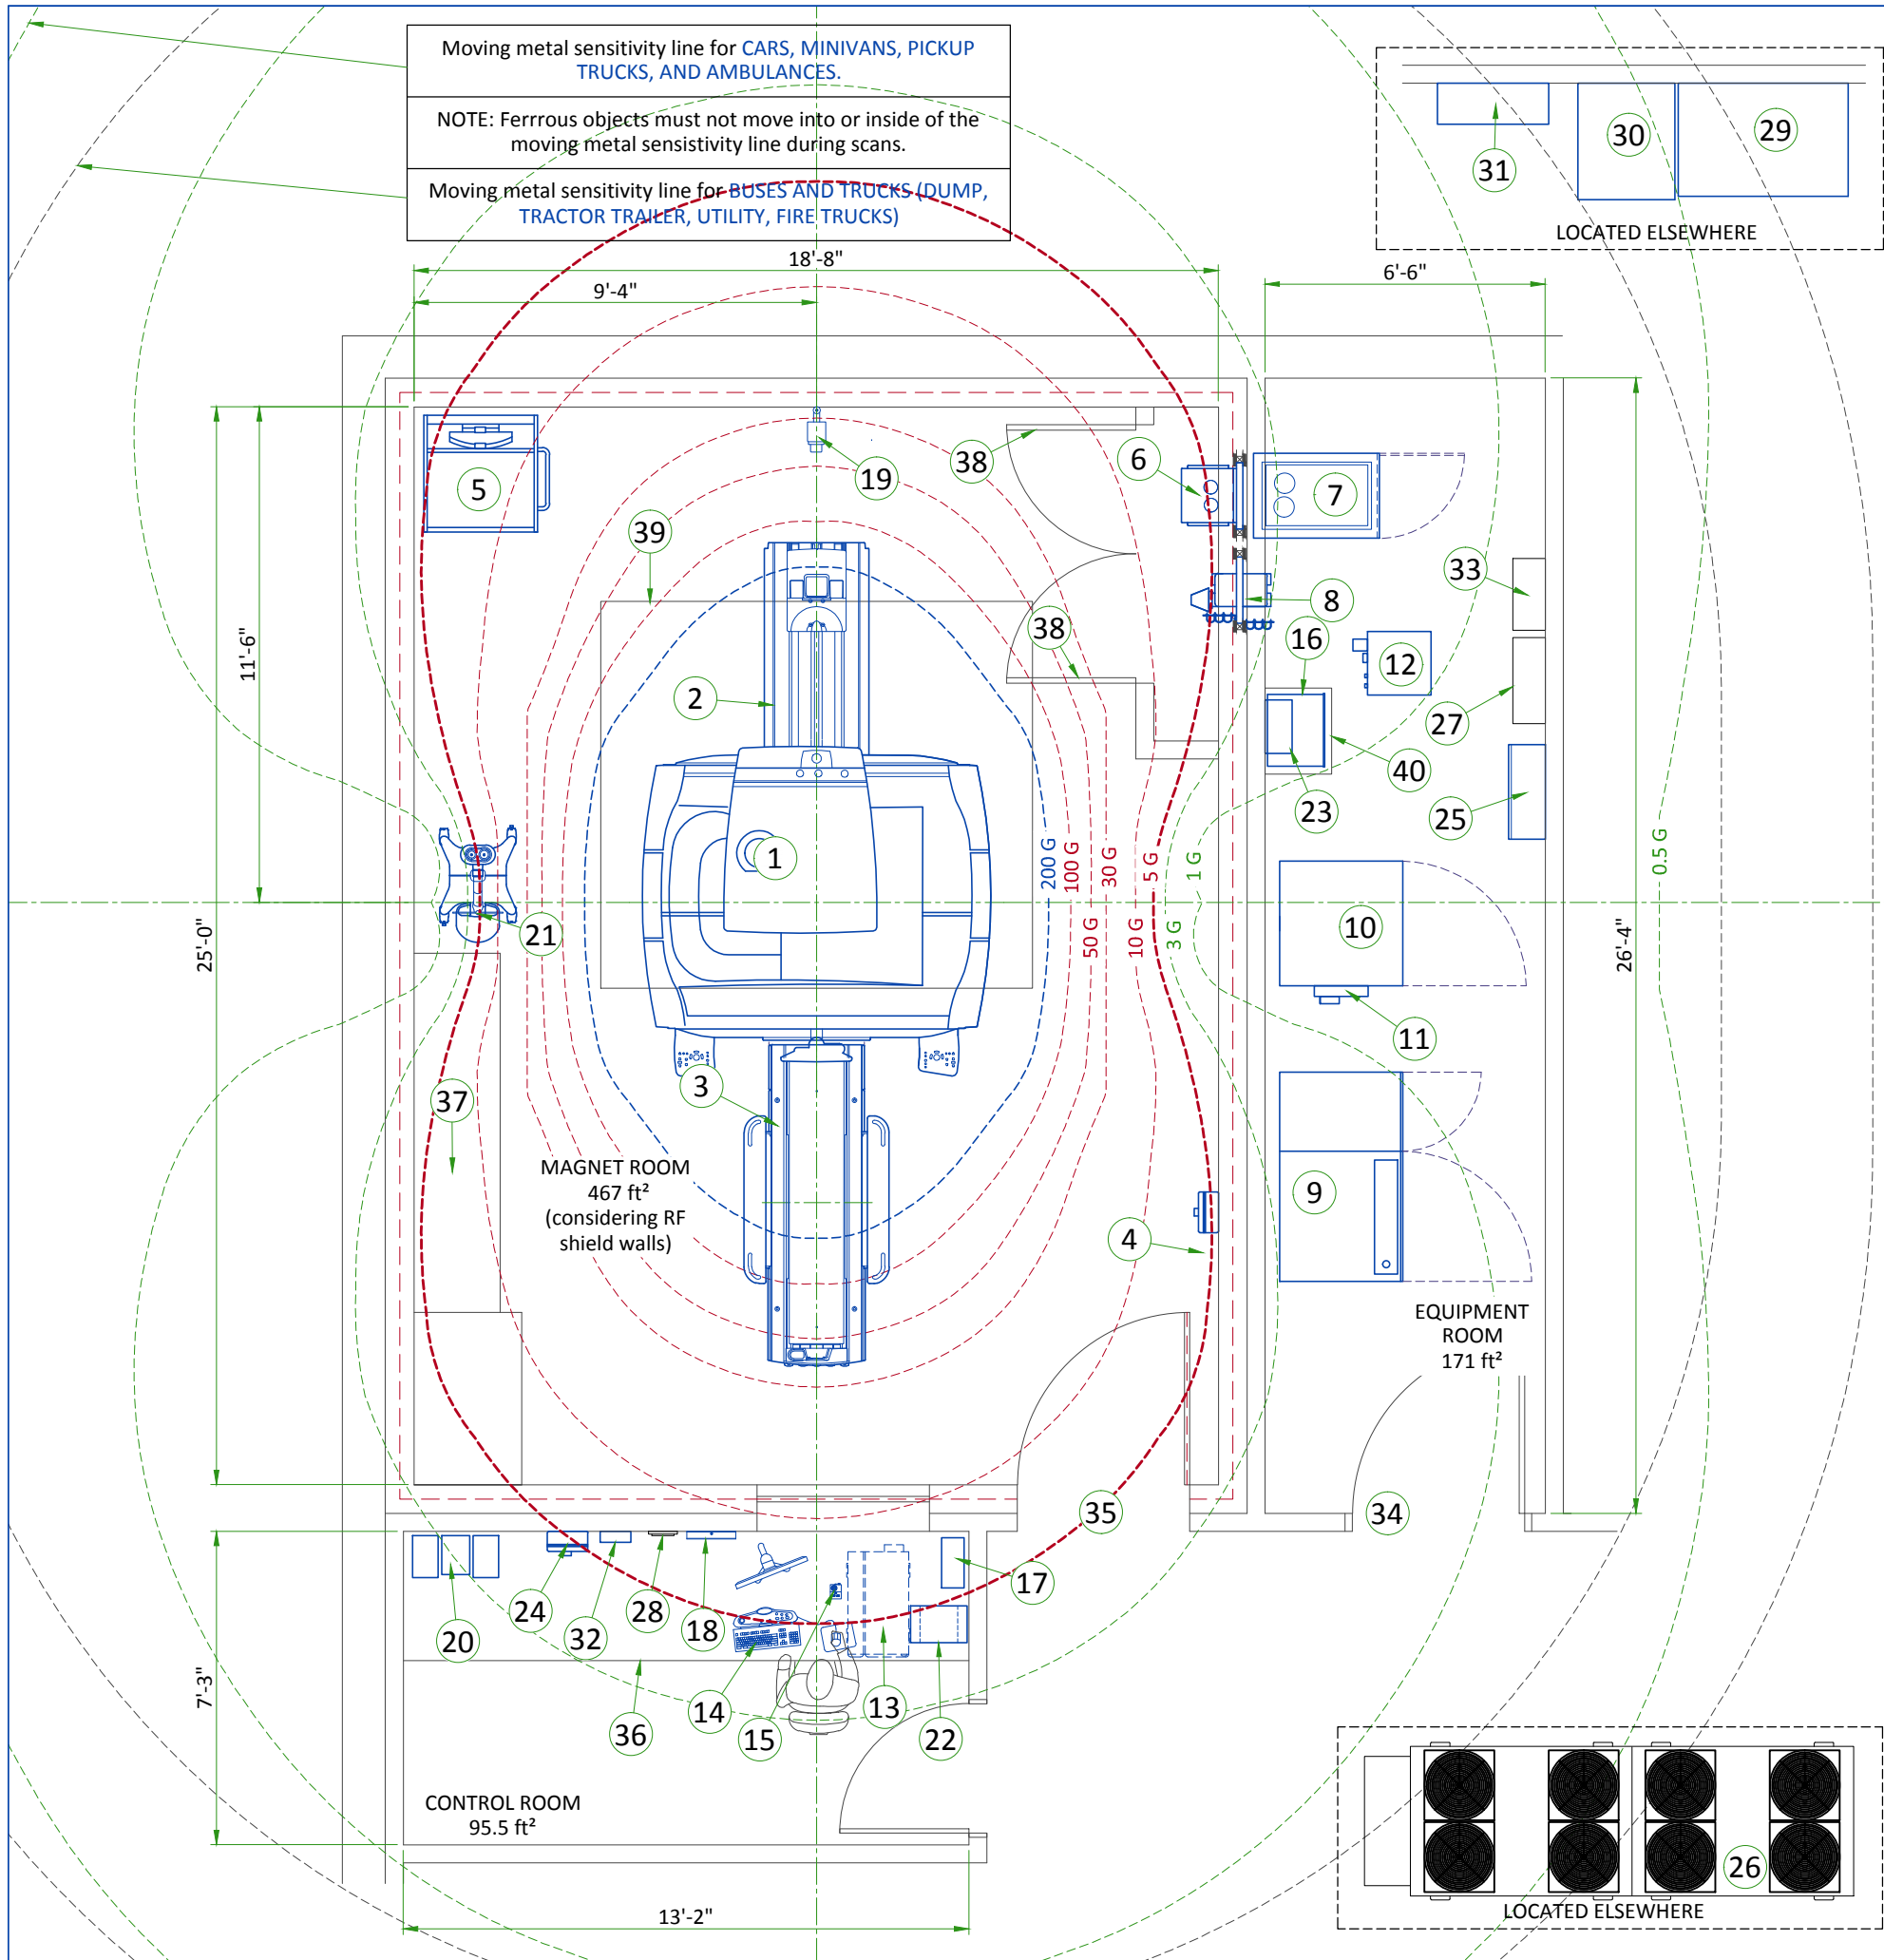 Moving metal sensitivity line for CARS, MINIVANS, PICKUP
TRUCKS, AND AMBULANCES.
NOTE: Ferrrous objects must not move into or inside of the
moving metal sensistivity line during scans.
Moving metal sensitivity line for BUSES AND TRUCKS (DUMP,
TRACTOR TRAILER, UTILITY, FIRE TRUCKS)
31
30
29
LOCATED ELSEWHERE
18'-8"
9'-4"
6'-6"
5
19
38
6
7
39
33
8
11'-6"
38
16
12
2
27
40
23
25
1
200 G
100 G
30 G
5 G
1 G
0.5 G
50 G
10 G
3 G
21
10
25'-0"
26'-4"
11
3
37
MAGNET ROOM
467 ft²
(considering RF
shield walls)
9
4
EQUIPMENT
ROOM
171 ft²
35
34
17
24
28
32
18
20
7'-3"
14
13
36
15
22
CONTROL ROOM
95.5 ft²
26
LOCATED ELSEWHERE
13'-2"